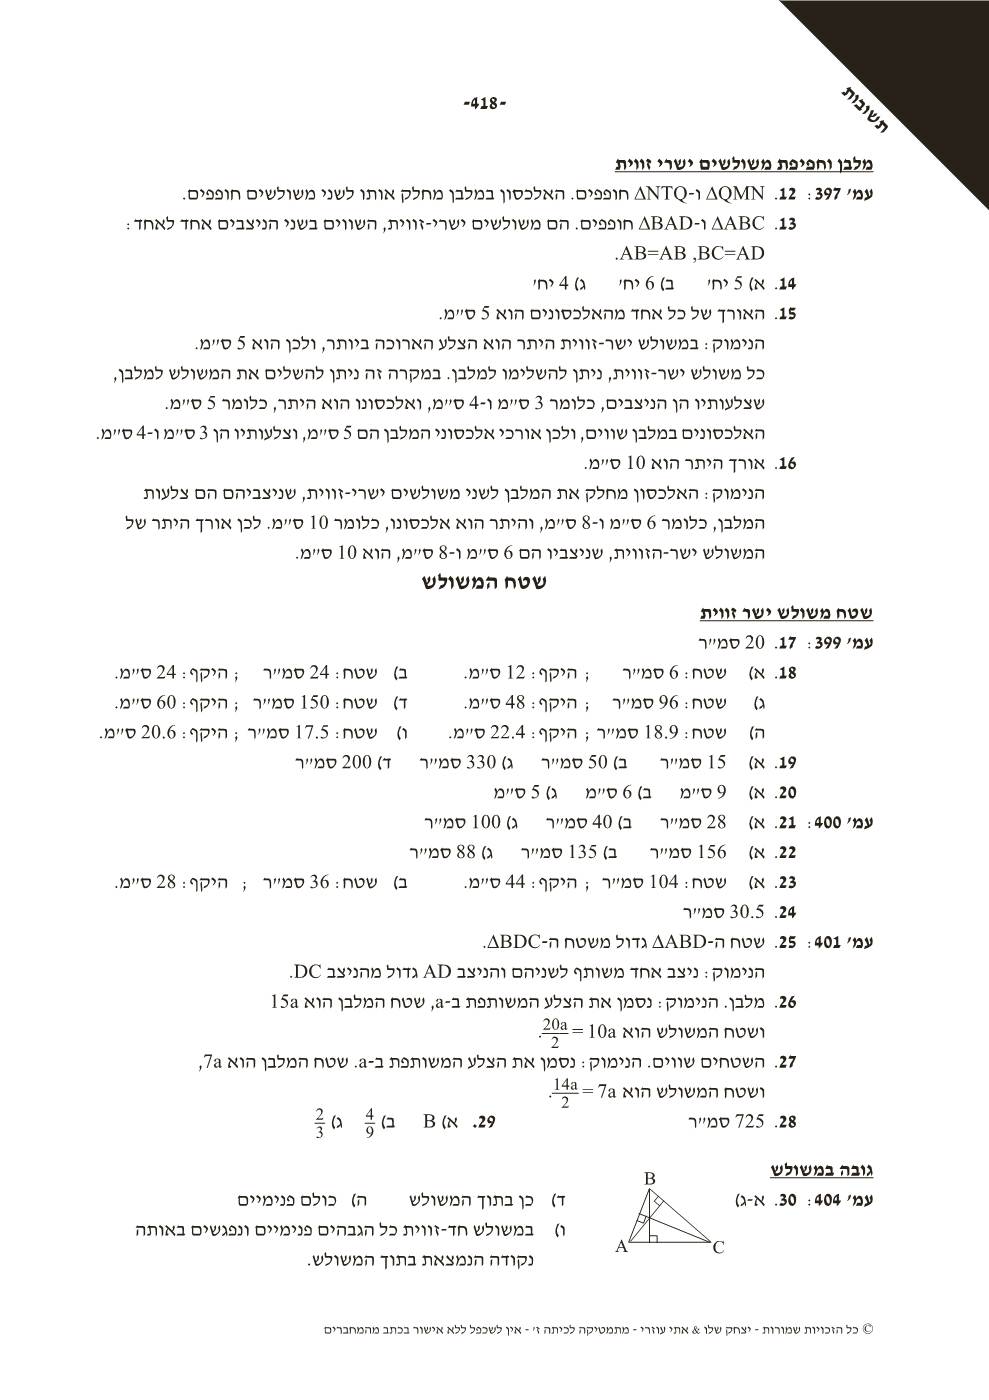 תשובות
-418-
מלבן וחפיפת משולשים ישרי זווית
עמ׳ 397: 12. ΔQMN ו-ΔNTQ חופפים. האלכסון במלבן מחלק אותו לשני משולשים חופפים.
13. ΔABC ו-ΔBAD חופפים. הם משולשים ישרי-זווית, השווים בשני הניצבים אחד לאחד:
AB=AB ,BC=AD.
14. א) 5 יח׳ ב) 6 יח׳ ג) 4 יח׳
15. האורך של כל אחד מהאלכסונים הוא 5 ס״מ.
הנימוק: במשולש ישר-זווית היתר הוא הצלע הארוכה ביותר, ולכן הוא 5 ס״מ.
כל משולש ישר-זווית, ניתן להשלימו למלבן. במקרה זה ניתן להשלים את המשולש למלבן,
שצלעותיו הן הניצבים, כלומר 3 ס״מ ו-4 ס״מ, ואלכסונו הוא היתר, כלומר 5 ס״מ.
האלכסונים במלבן שווים, ולכן אורכי אלכסוני המלבן הם 5 ס״מ, וצלעותיו הן 3 ס״מ ו-4 ס״מ.
16. אורך היתר הוא 10 ס״מ.
הנימוק: האלכסון מחלק את המלבן לשני משולשים ישרי-זווית, שניצביהם הם צלעות
המלבן, כלומר 6 ס״מ ו-8 ס״מ, והיתר הוא אלכסונו, כלומר 10 ס״מ. לכן אורך היתר של
המשולש ישר-הזווית, שניצביו הם 6 ס״מ ו-8 ס״מ, הוא 10 ס״מ.
שטח המשולש
שטח משולש ישר זווית
עמ׳ 399: 17. 20 סמ״ר
18. א) שטח: 6 סמ״ר ; היקף: 12 ס״מ. ב) שטח: 24 סמ״ר ; היקף: 24 ס״מ.
ג) שטח: 96 סמ״ר ; היקף: 48 ס״מ. ד) שטח: 150 סמ״ר ; היקף: 60 ס״מ.
ה) שטח: 18.9 סמ״ר ; היקף: 22.4 ס״מ. ו) שטח: 17.5 סמ״ר ; היקף: 20.6 ס״מ.
19. א) 15 סמ״ר ב) 50 סמ״ר ג) 330 סמ״ר ד) 200 סמ״ר
20. א) 9 ס״מ ב) 6 ס״מ ג) 5 ס״מ
עמ׳ 400: 21. א) 28 סמ״ר ב) 40 סמ״ר ג) 100 סמ״ר
22. א) 156 סמ״ר ב) 135 סמ״ר ג) 88 סמ״ר
23. א) שטח: 104 סמ״ר ; היקף: 44 ס״מ. ב) שטח: 36 סמ״ר ; היקף: 28 ס״מ.
24. 30.5 סמ״ר
עמ׳ 401: 25. שטח ה-ΔABD גדול משטח ה-ΔBDC.
הנימוק: ניצב אחד משותף לשניהם והניצב AD גדול מהניצב DC.
26. מלבן. הנימוק: נסמן את הצלע המשותפת ב-a, שטח המלבן הוא 15a
ושטח המשולש הוא 20a/2 = 10a.
27. השטחים שווים. הנימוק: נסמן את הצלע המשותפת ב-a. שטח המלבן הוא 7a,
ושטח המשולש הוא 14a/2 = 7a.
28. 725 סמ״ר 29. א) B ב) 4/9 ג) 2/3
גובה במשולש
עמ׳ 404: 30. א-ג) ד) כן בתוך המשולש ה) כולם פנימיים
ו) במשולש חד-זווית כל הגבהים פנימיים ונפגשים באותה
נקודה הנמצאת בתוך המשולש.
B
A C
© כל הזכויות שמורות - יצחק שלו & אתי עוזרי - מתמטיקה לכיתה ז׳ - אין לשכפל ללא אישור בכתב מהמחברים